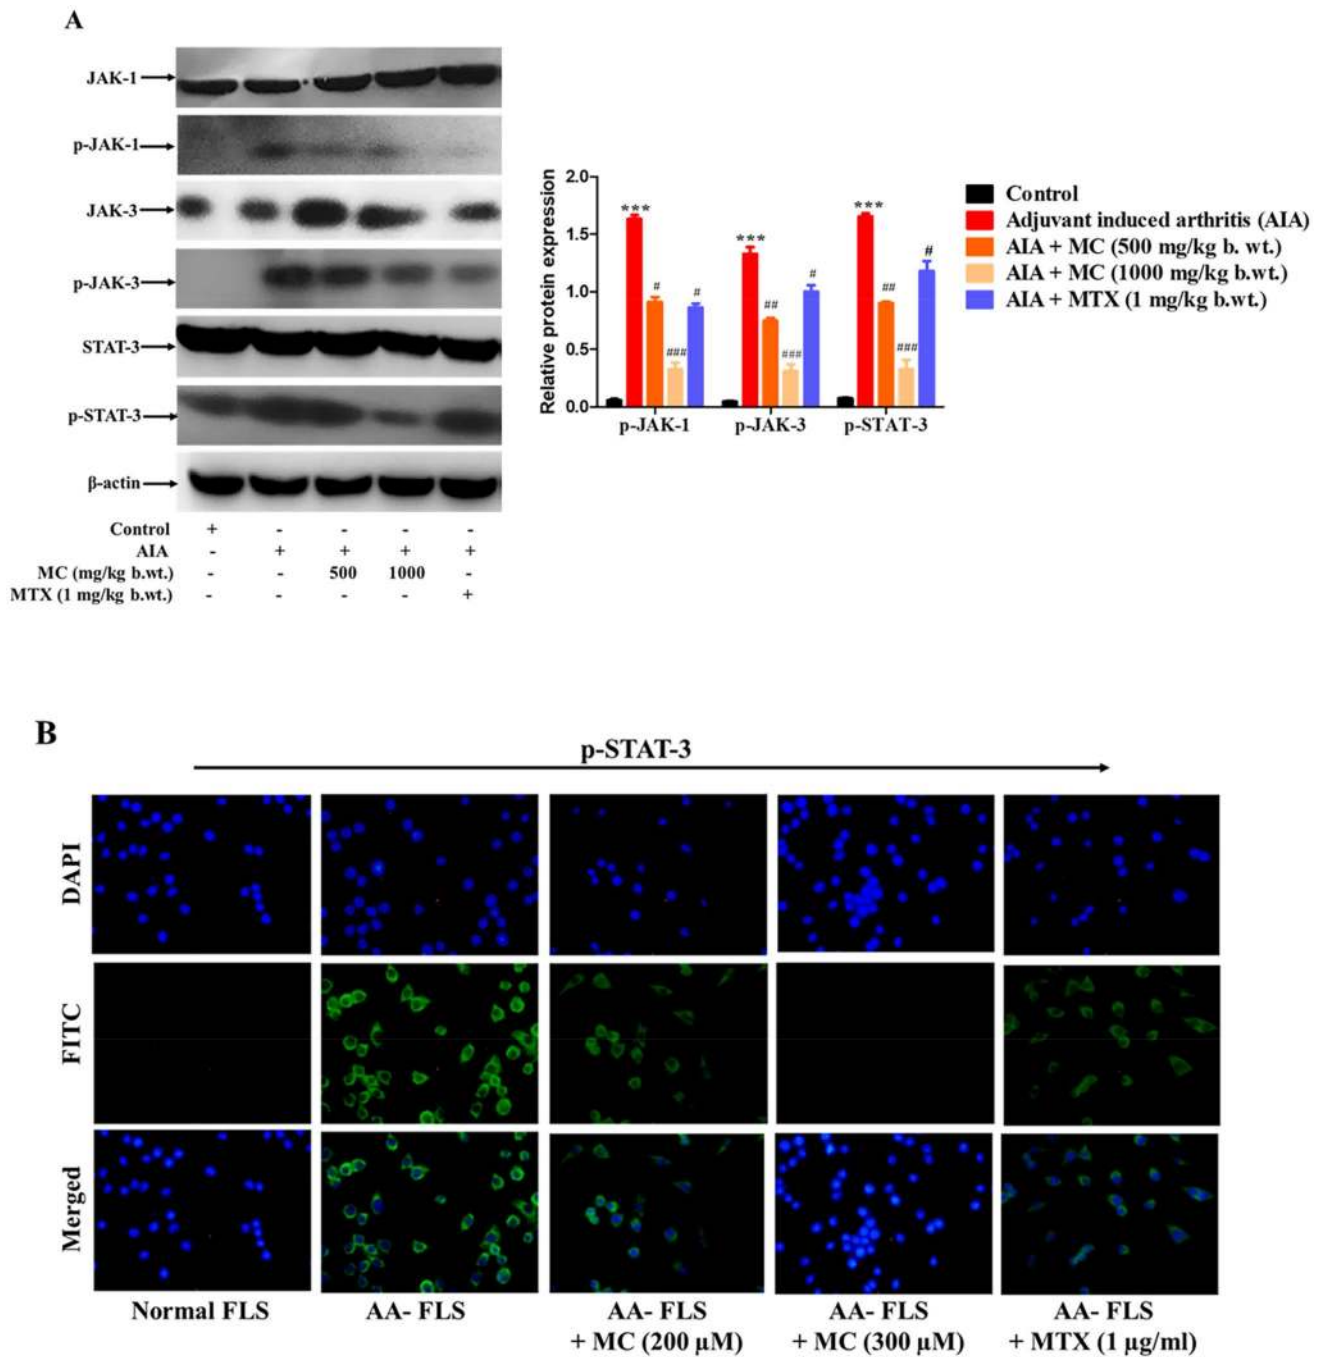 A
JAK-1
p-JAK-1
JAK-3
p-JAK-3
STAT-3
p-STAT-3
β-actin
Control + - - - -
AIA - + + + +
MC (mg/kg b.wt.) - - 500 1000 -
MTX (1 mg/kg b.wt.) - - - - +
Relative protein expression
2.0
1.5
1.0
0.5
0.0
*** # ### #
*** ## ### #
*** ## ### #
p-JAK-1 p-JAK-3 p-STAT-3
Control
Adjuvant induced arthritis (AIA)
AIA + MC (500 mg/kg b. wt.)
AIA + MC (1000 mg/kg b.wt.)
AIA + MTX (1 mg/kg b.wt.)
B
p-STAT-3
DAPI
FITC
Merged
Normal FLS
AA- FLS
AA- FLS
+ MC (200 μM)
AA- FLS
+ MC (300 μM)
AA- FLS
+ MTX (1 μg/ml)